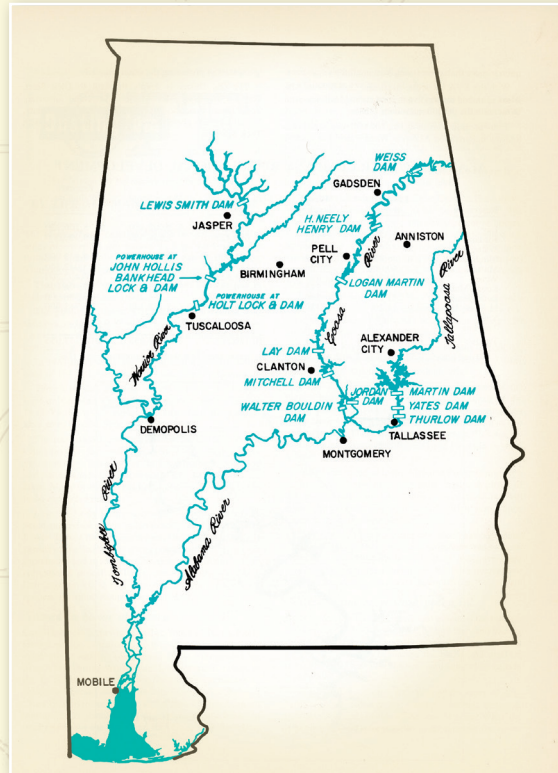 WEISS
DAM
GADSDEN
LEWIS SMITH DAM
JASPER
H. NEELY
HENRY DAM
ANNISTON
PELL
CITY
River
POWERHOUSE AT
JOHN HOLLIS
BANKHEAD
LOCK & DAM
BIRMINGHAM
LOGAN MARTIN
DAM
POWERHOUSE AT
HOLT LOCK & DAM
TUSCALOOSA
Coosa
Tallapoosa River
Warrior River
LAY DAM
ALEXANDER
CITY
CLANTON
MITCHELL DAM
JORDAN
DAM
MARTIN DAM
WALTER BOULDIN
DAM
YATES DAM
THURLOW DAM
DEMOPOLIS
TALLASSEE
MONTGOMERY
Tombigbee River
Alabama River
MOBILE